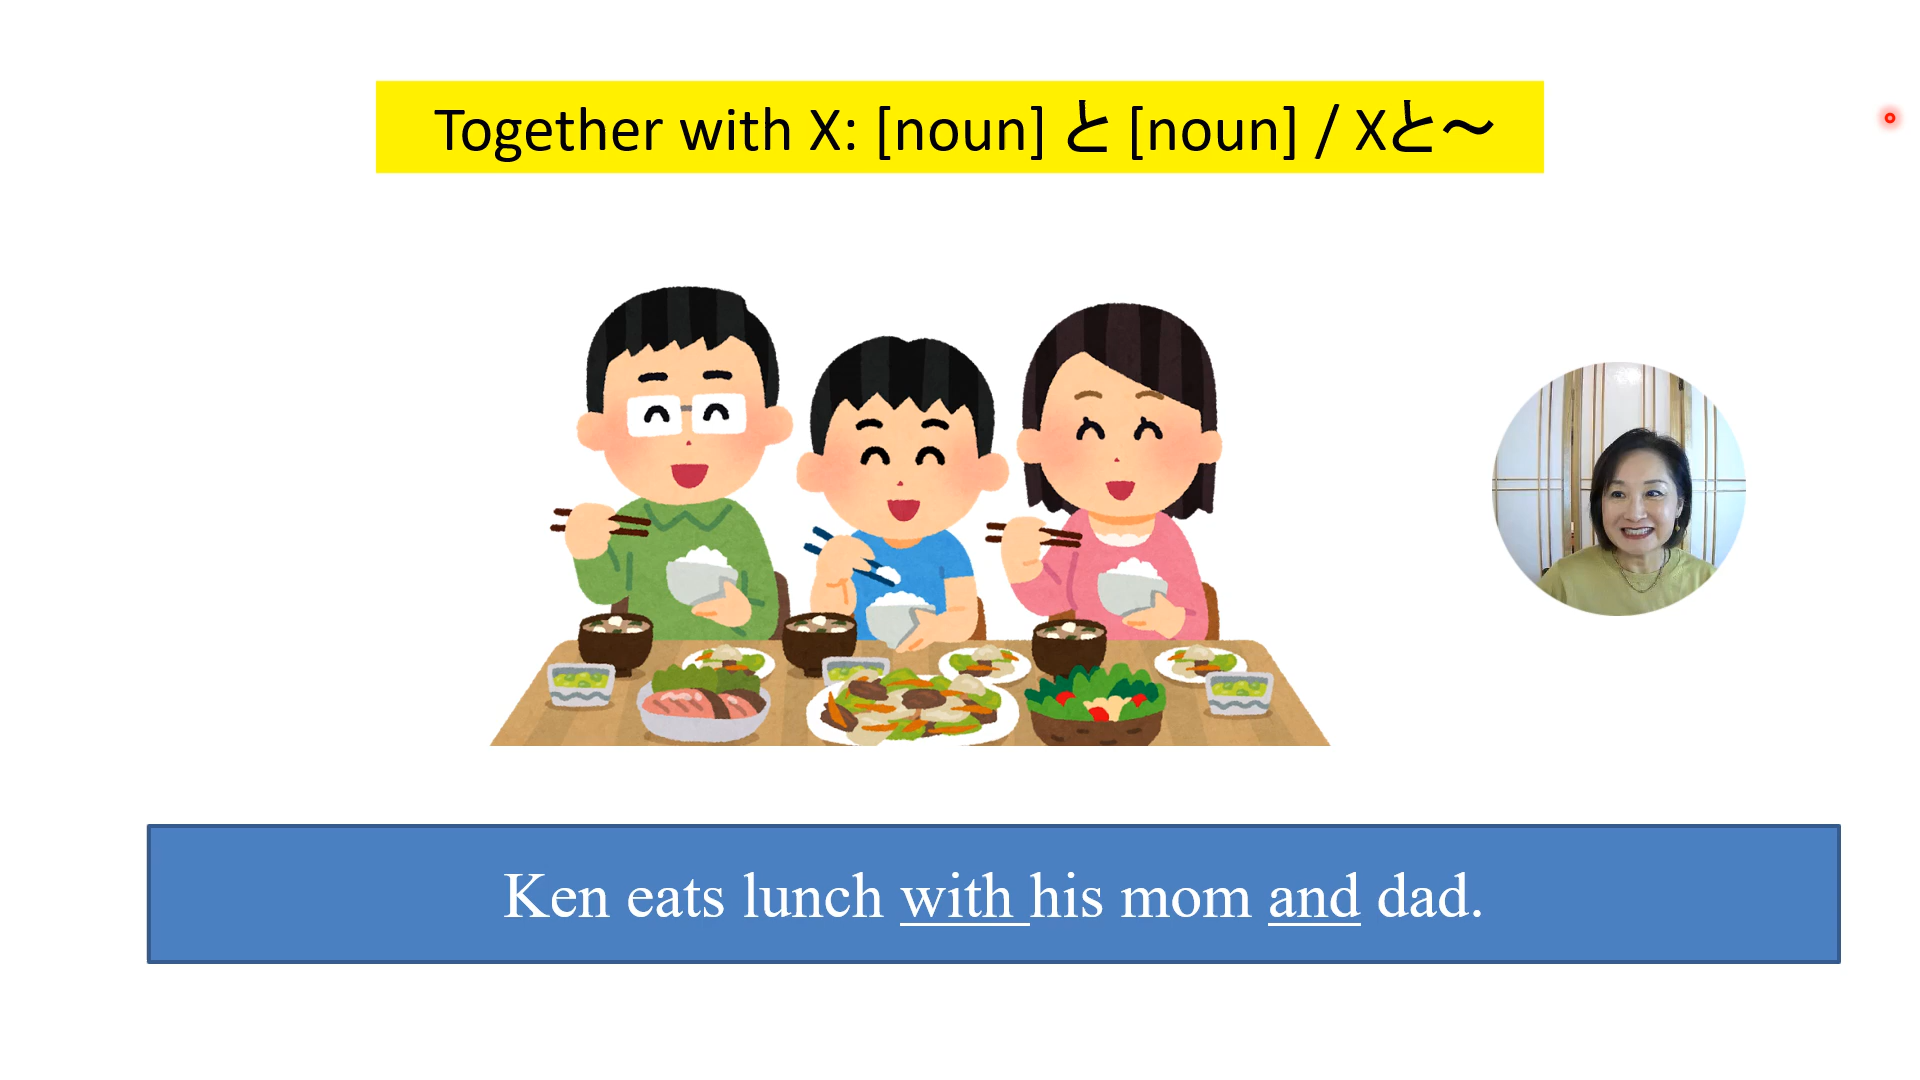 Together with X: [noun] と [noun] / Xと〜
Ken eats lunch with his mom and dad.